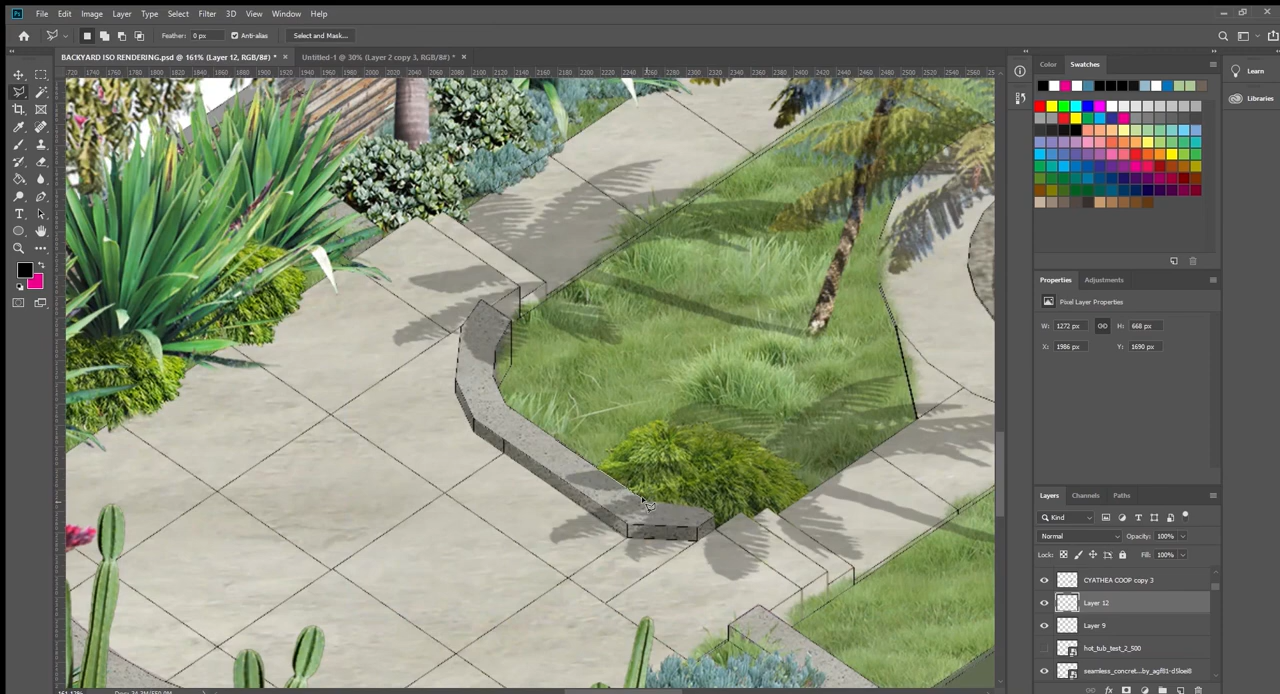 Ps File Edit Image Layer Type Select Filter 3D View Window Help
Feather: 0 px Anti-alias Select and Mask...
BACKYARD ISO RENDERING.psd @ 161% (Layer 12, RGB/8#) * × Untitled-1 @ 30% (Layer 2 copy 3, RGB/8#) * ×
Color Swatches
Learn
Libraries
Properties Adjustments
Pixel Layer Properties
W: 1272 px H: 668 px
X: 1986 px Y: 1690 px
Layers Channels Paths
Kind
Normal Opacity: 100%
Lock: Fill: 100%
CYATHEA COOP copy 3
Layer 12
Layer 9
hot_tub_test_2_500